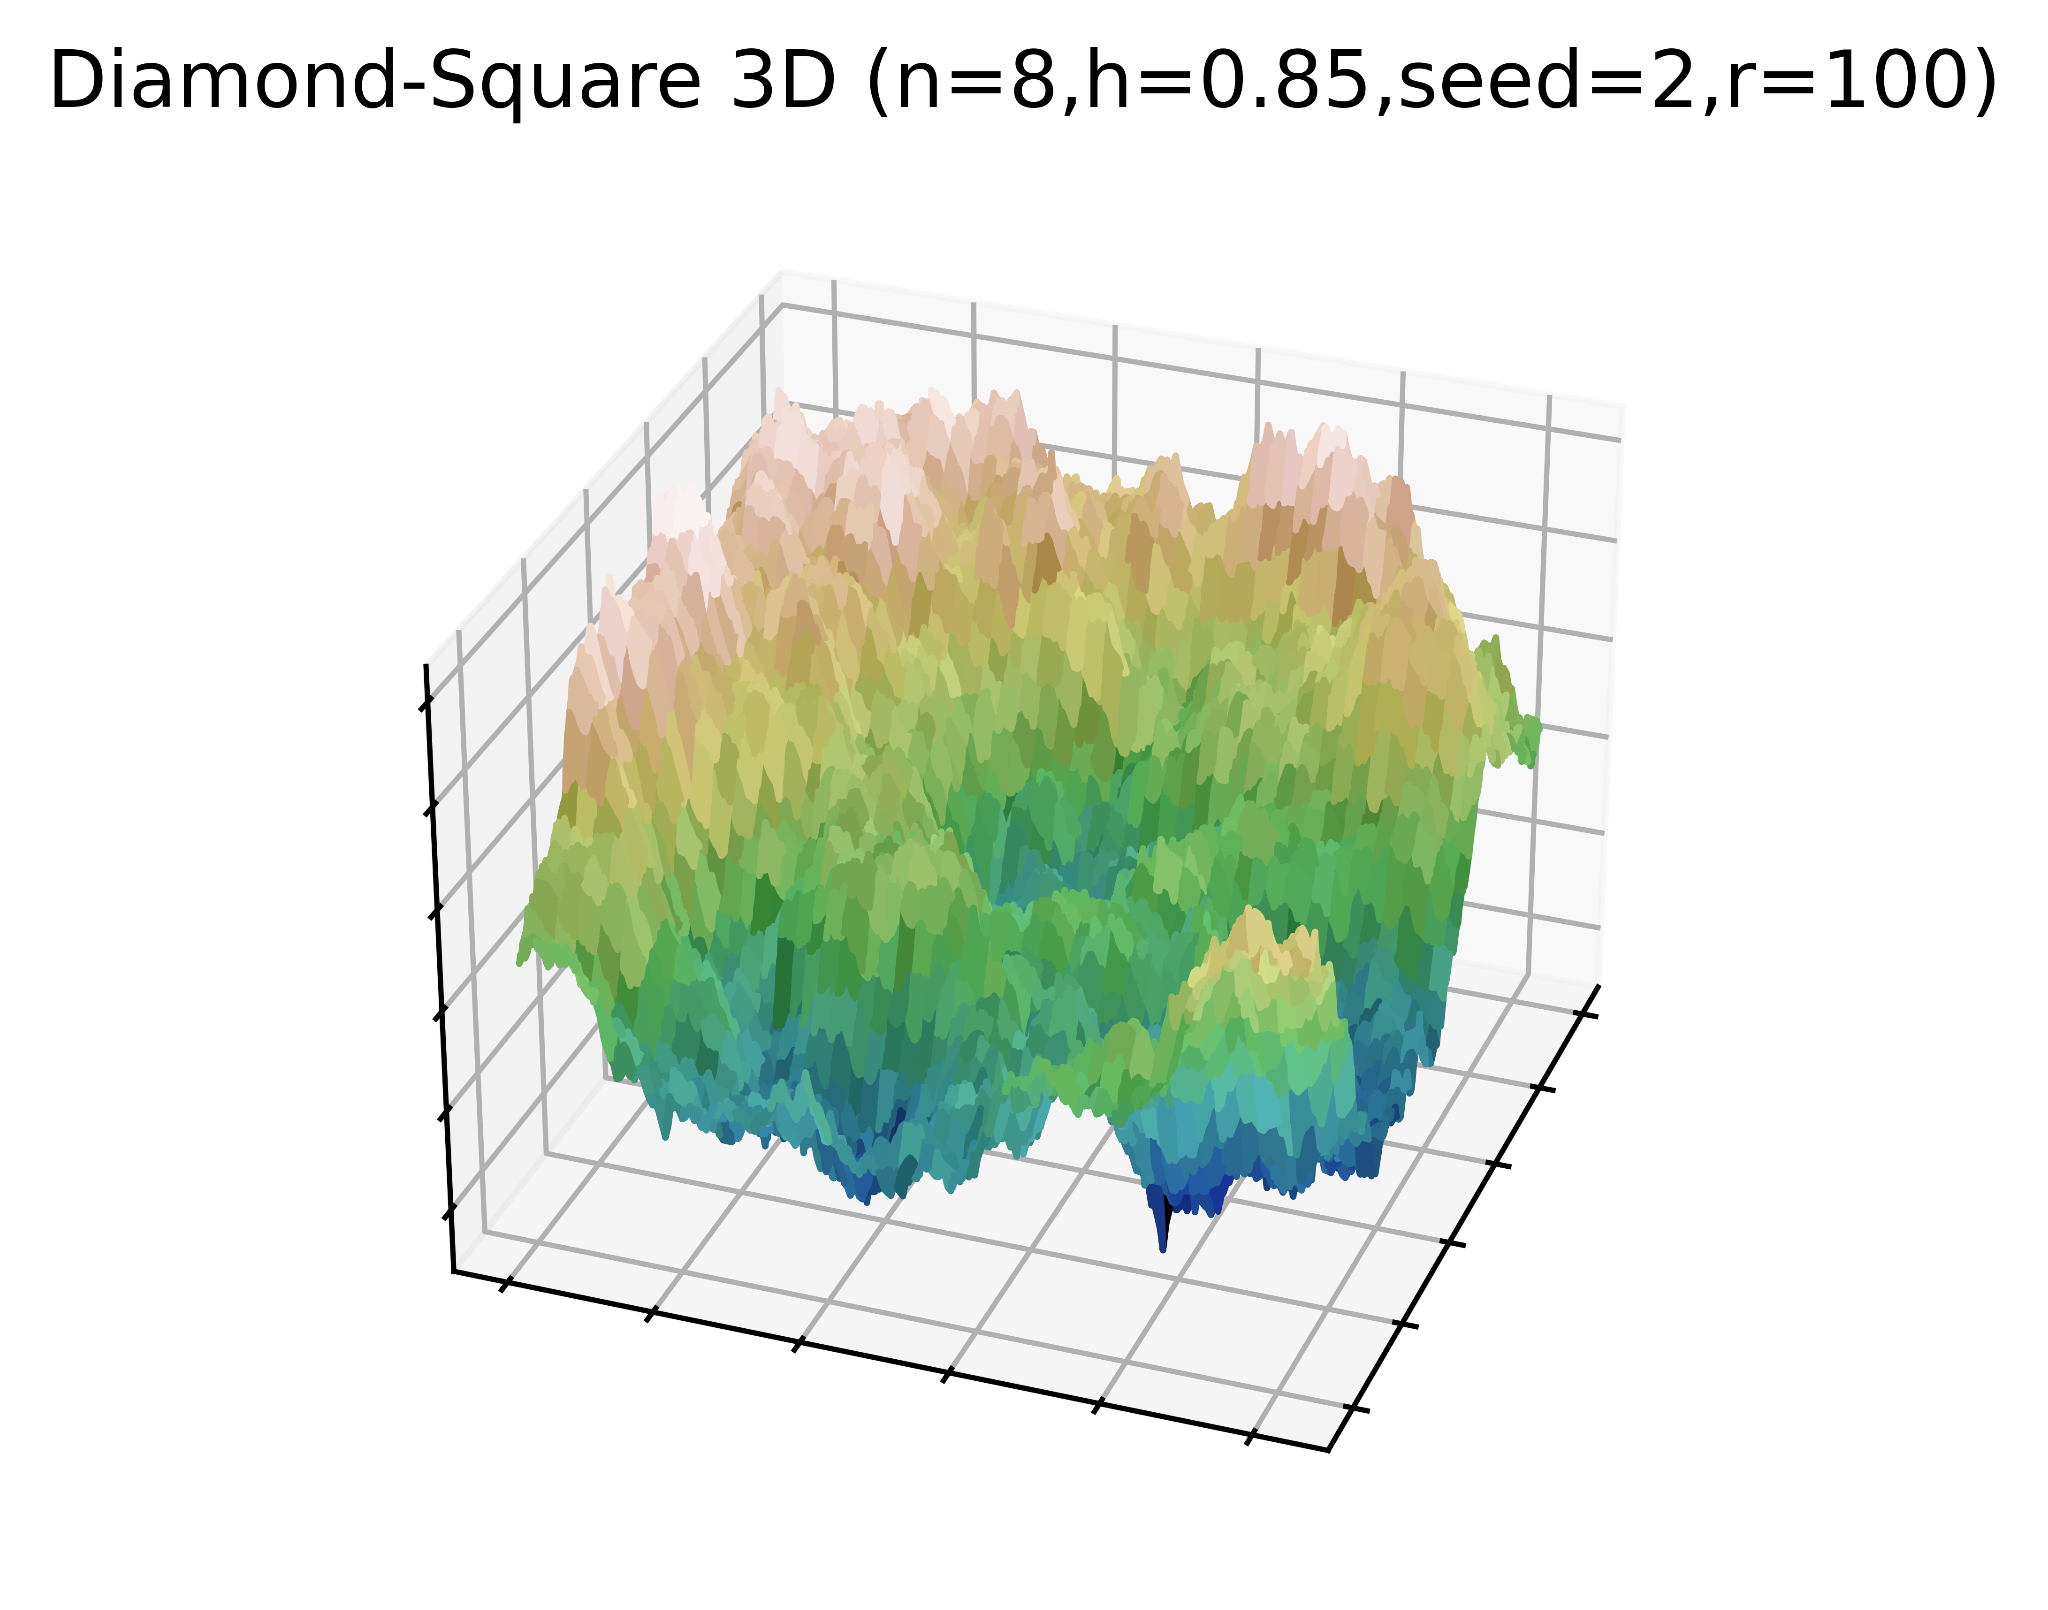 Diamond-Square 3D (n=8,h=0.85,seed=2,r=100)